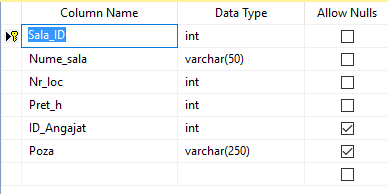 Column Name Data Type Allow Nulls
Sala_ID int
Nume_sala varchar(50)
Nr_loc int
Pret_h int
ID_Angajat int
Poza varchar(250)